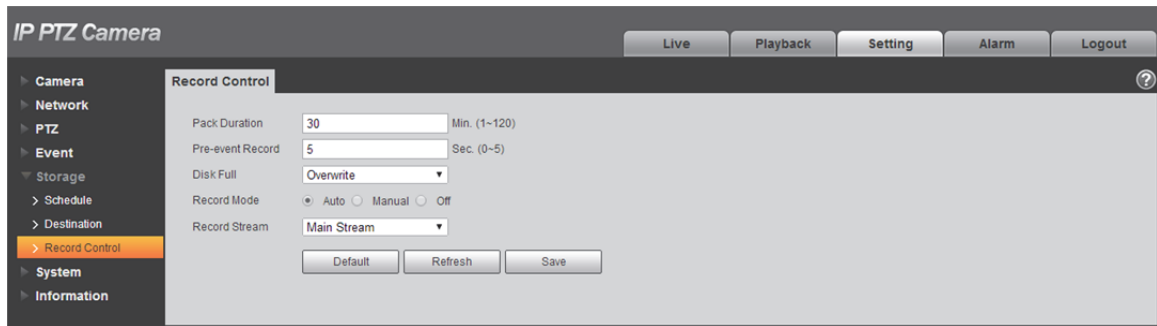 IP PTZ Camera
Live Playback Setting Alarm Logout
Camera
Network
PTZ
Event
Storage
Schedule
Destination
Record Control
System
Information
Record Control ?
Pack Duration 30 Min. (1~120)
Pre-event Record 5 Sec. (0~5)
Disk Full Overwrite
Record Mode Auto Manual Off
Record Stream Main Stream
Default Refresh Save